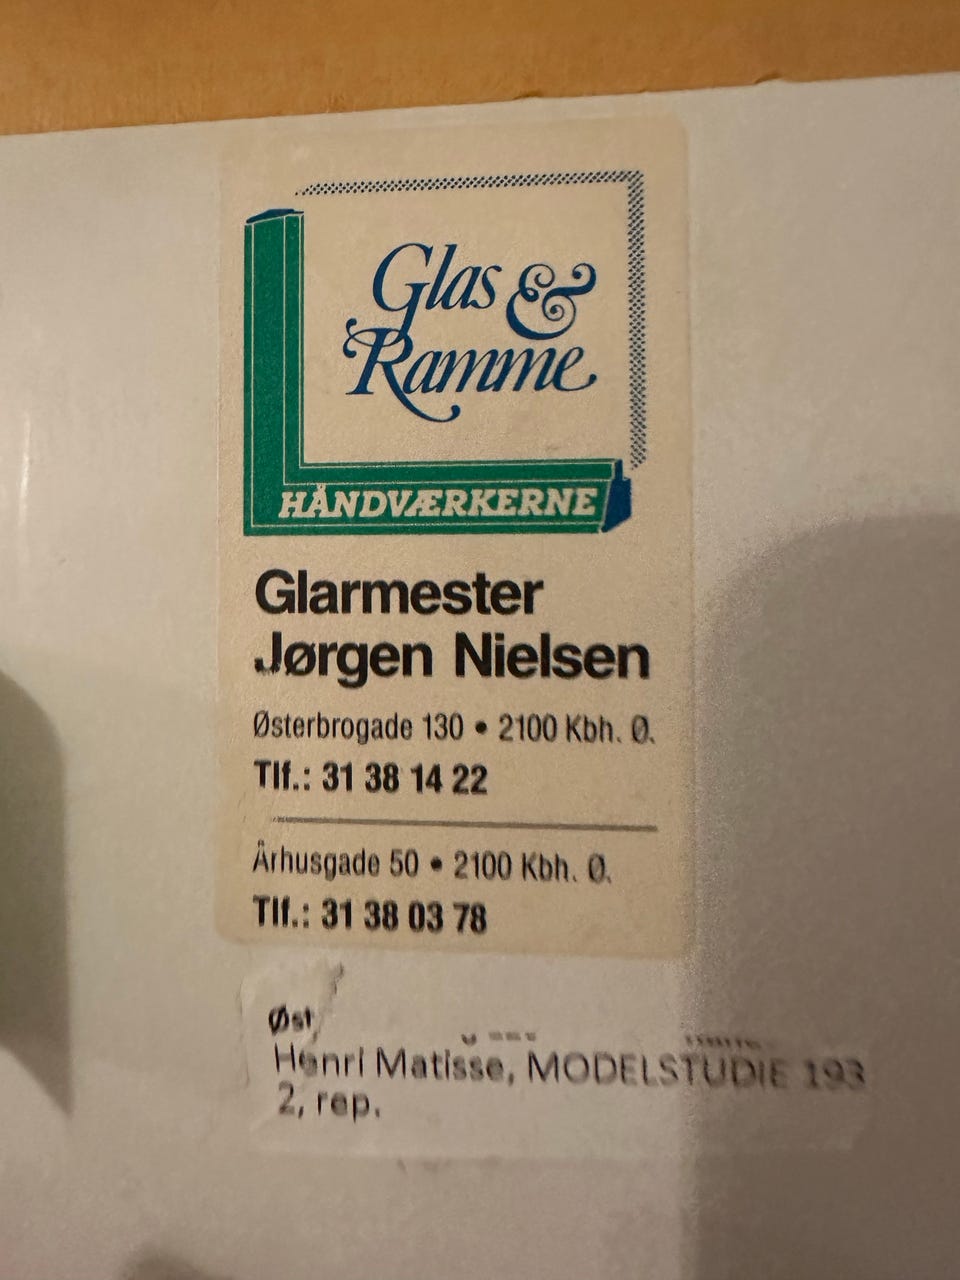 Glas &
Ramme
HÅNDVÆRKERNE
Glarmester
Jørgen Nielsen
Østerbrogade 130 • 2100 Kbh. Ø.
Tlf.: 31 38 14 22
Århusgade 50 • 2100 Kbh. Ø.
Tlf.: 31 38 03 78
Øst
Henri Matisse, MODELSTUDIE 193
2, rep.